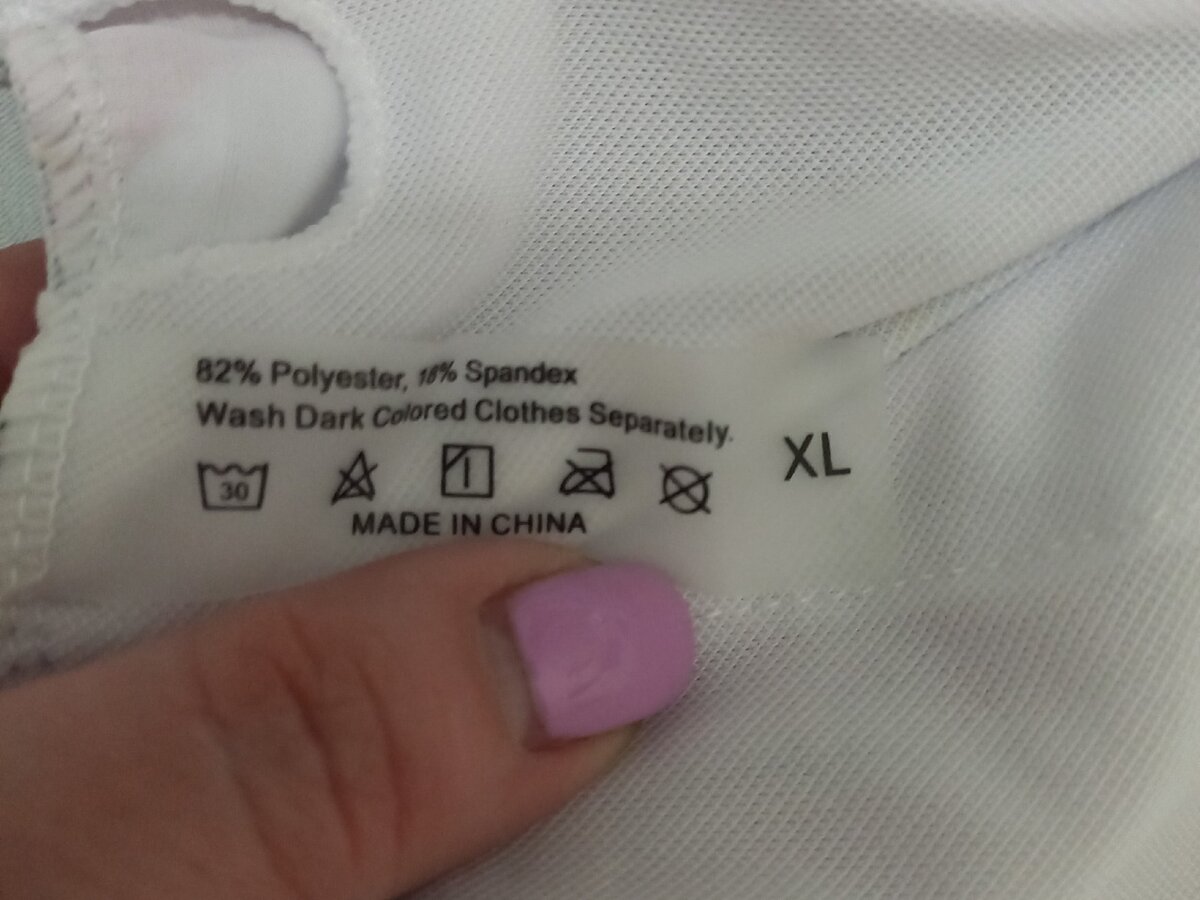 82% Polyester, 18% Spandex
Wash Dark Colored Clothes Separately.
30
XL
MADE IN CHINA